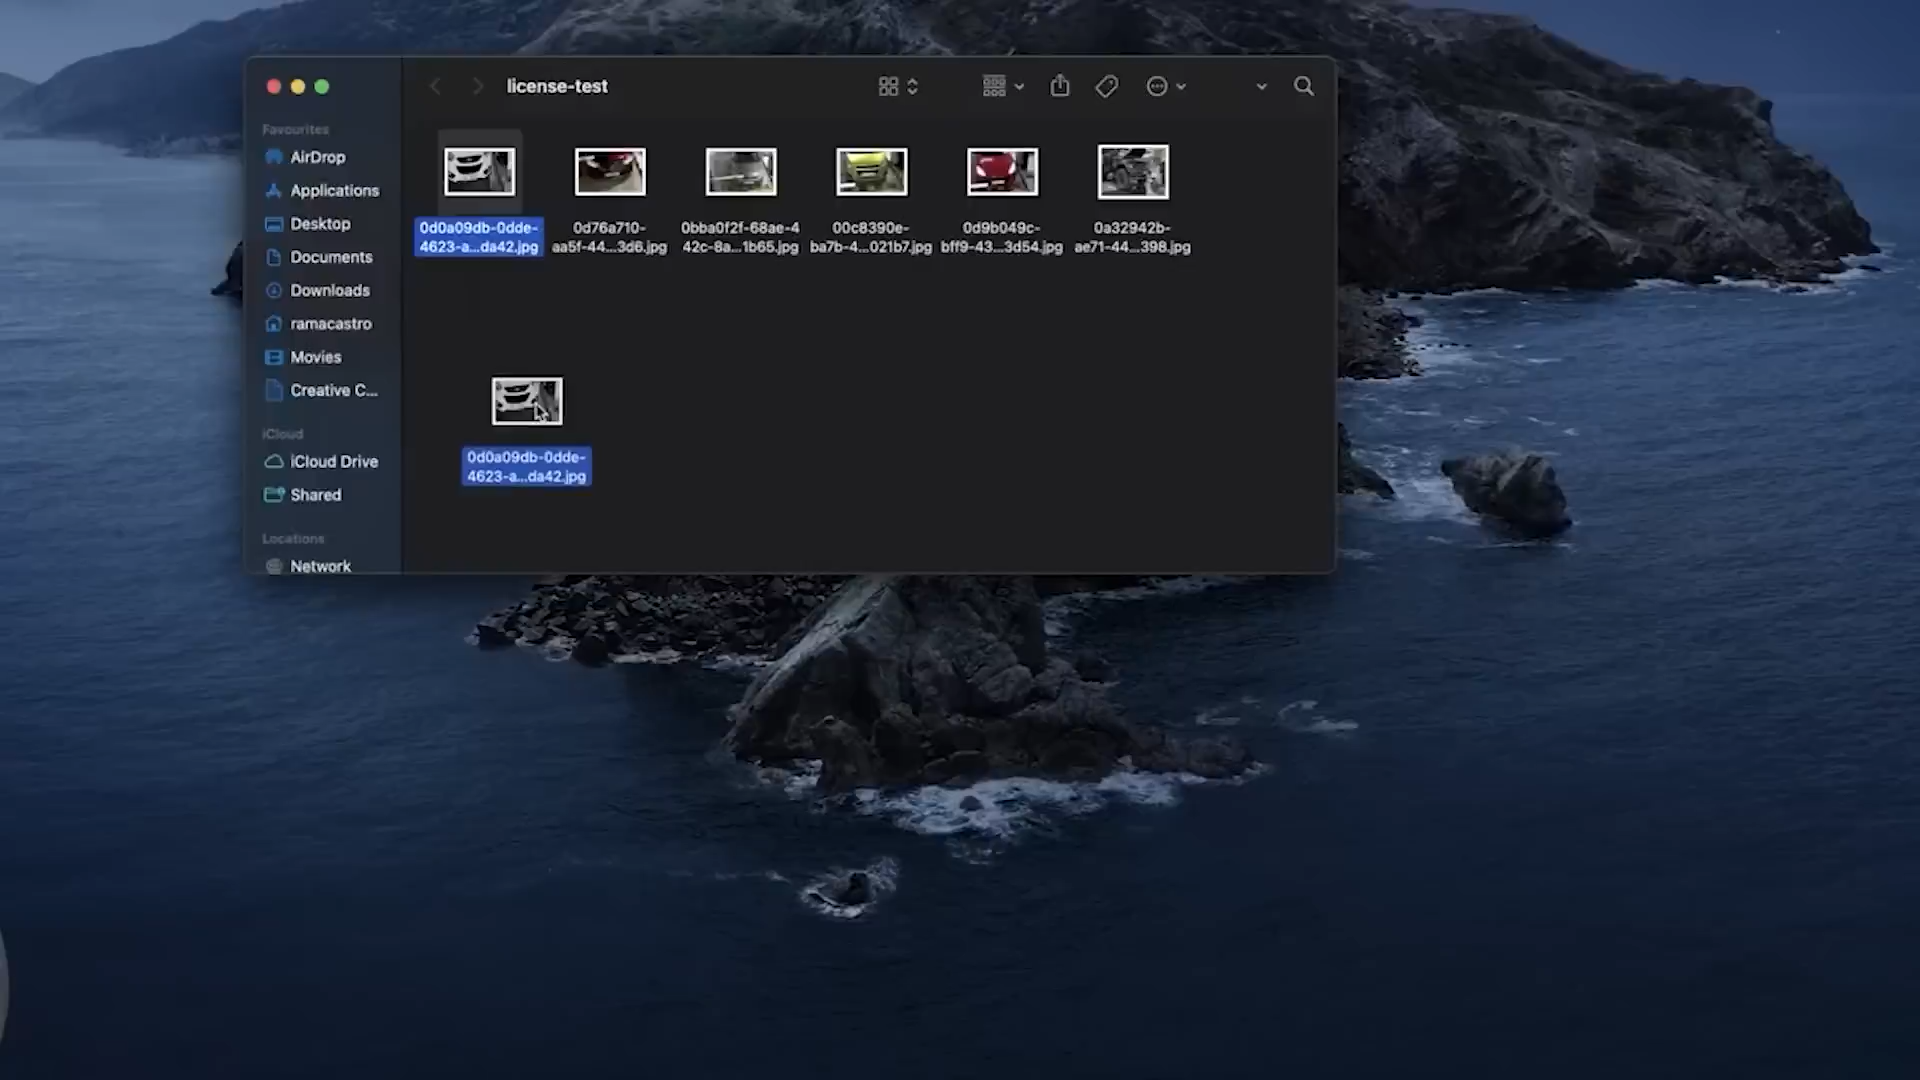 license-test
Favourites
AirDrop
Applications
Desktop
Documents
Downloads
ramacastro
Movies
Creative C...
iCloud
iCloud Drive
Shared
Locations
Network
0d0a09db-0dde-
4623-a...da42.jpg
0d76a710-
aa5f-44...3d6.jpg
0bba0f2f-68ae-4
42c-8a...1b65.jpg
00c8390e-
ba7b-4...021b7.jpg
0d9b049c-
bff9-43...3d54.jpg
0a32942b-
ae71-44...398.jpg
0d0a09db-0dde-
4623-a...da42.jpg